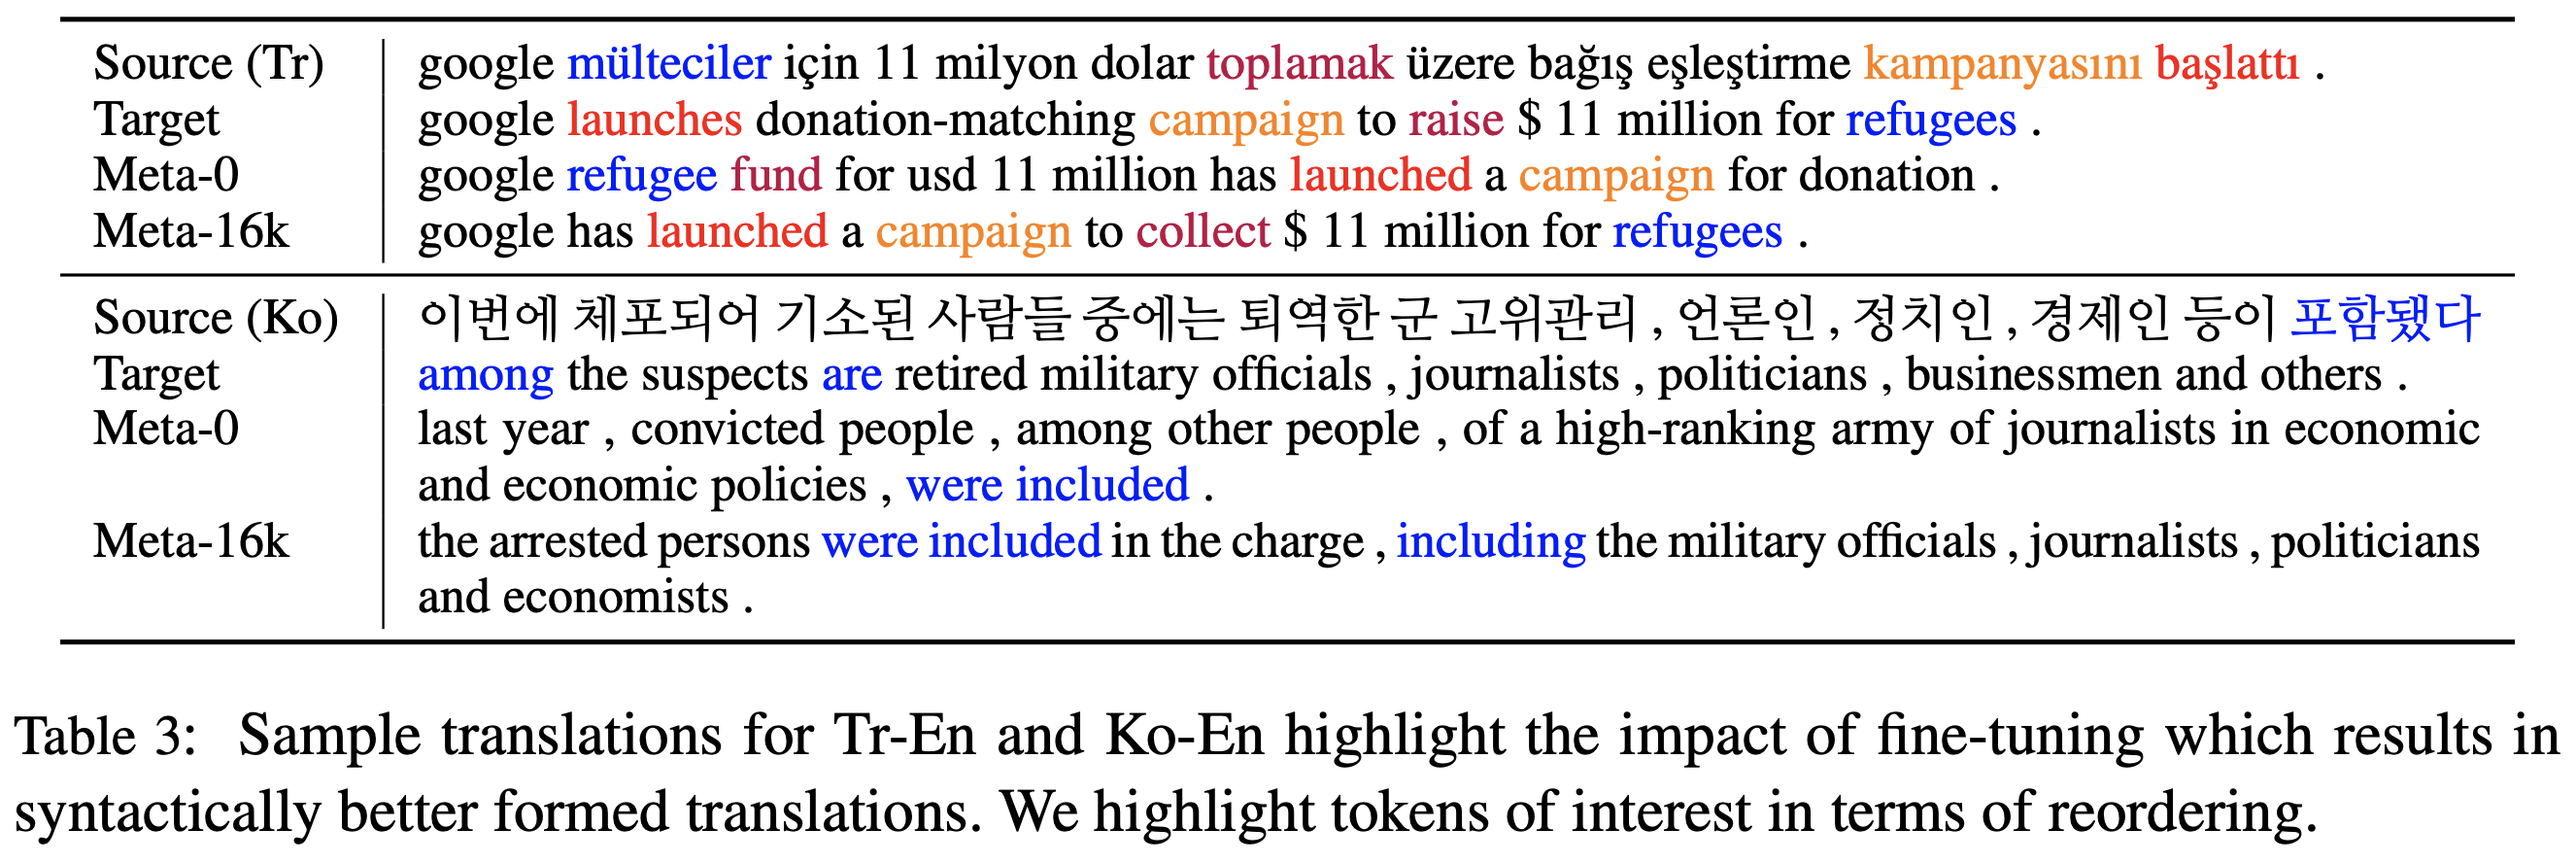 Source (Tr) google mülteciler için 11 milyon dolar toplamak üzere bağış eşleştirme kampanyasını başlattı .
Target google launches donation-matching campaign to raise $ 11 million for refugees .
Meta-0 google refugee fund for usd 11 million has launched a campaign for donation .
Meta-16k google has launched a campaign to collect $ 11 million for refugees .
Source (Ko) 이번에 체포되어 기소된 사람들 중에는 퇴역한 군 고위관리 , 언론인 , 정치인 , 경제인 등이 포함됐다
Target among the suspects are retired military officials , journalists , politicians , businessmen and others .
Meta-0 last year , convicted people , among other people , of a high-ranking army of journalists in economic
and economic policies , were included .
Meta-16k the arrested persons were included in the charge , including the military officials , journalists , politicians
and economists .
Table 3: Sample translations for Tr-En and Ko-En highlight the impact of fine-tuning which results in
syntactically better formed translations. We highlight tokens of interest in terms of reordering.